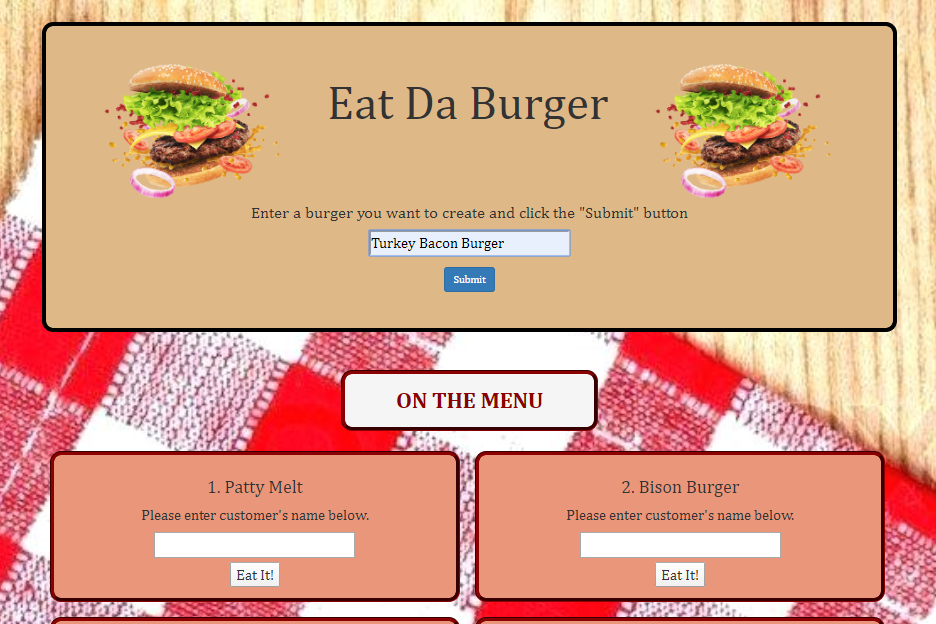 Eat Da Burger
Enter a burger you want to create and click the "Submit" button
Turkey Bacon Burger
Submit
ON THE MENU
1. Patty Melt
Please enter customer's name below.
Eat It!
2. Bison Burger
Please enter customer's name below.
Eat It!